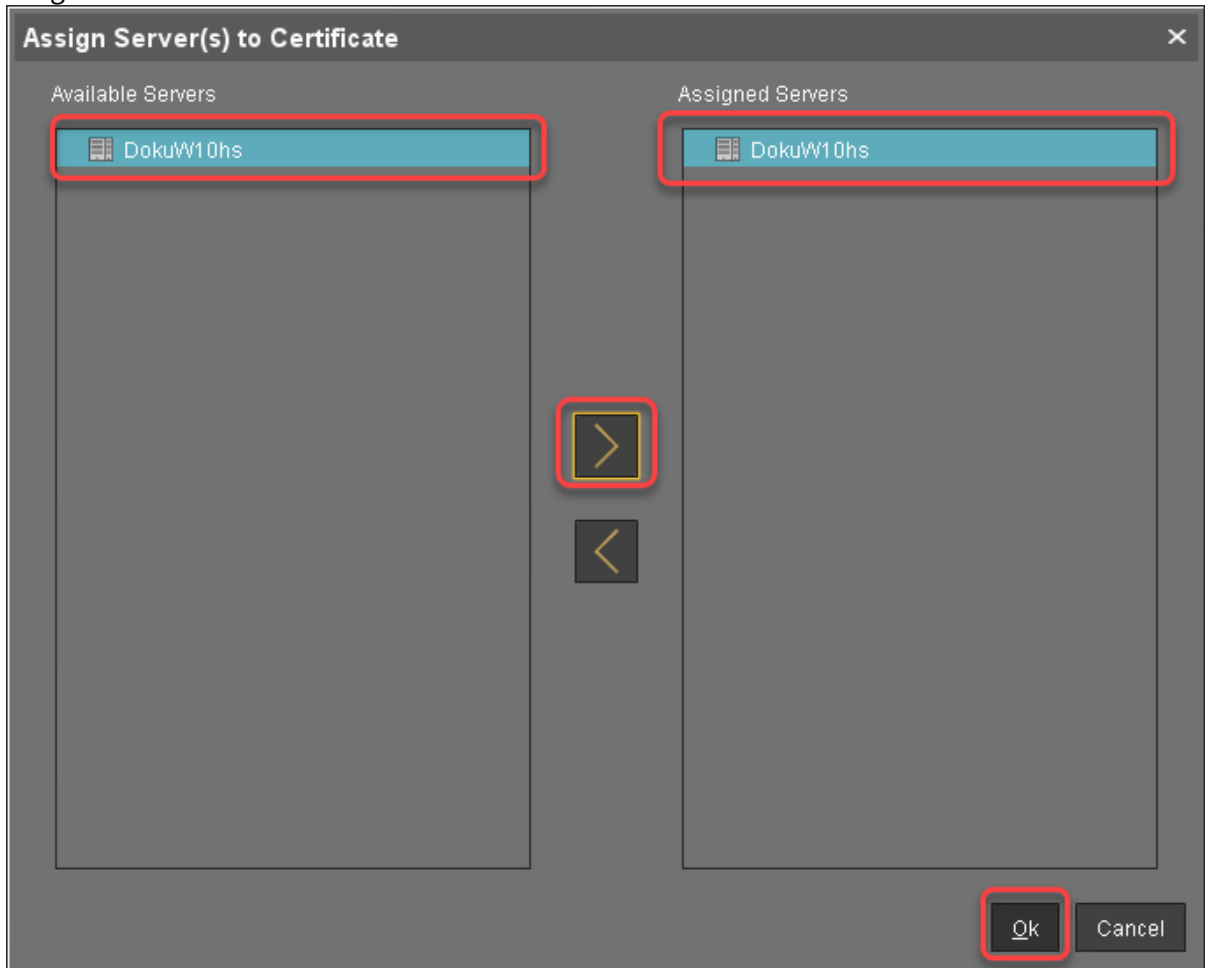 Assign Server(s) to Certificate
Available Servers
Assigned Servers
DokuW10hs
DokuW10hs
Ok
Cancel